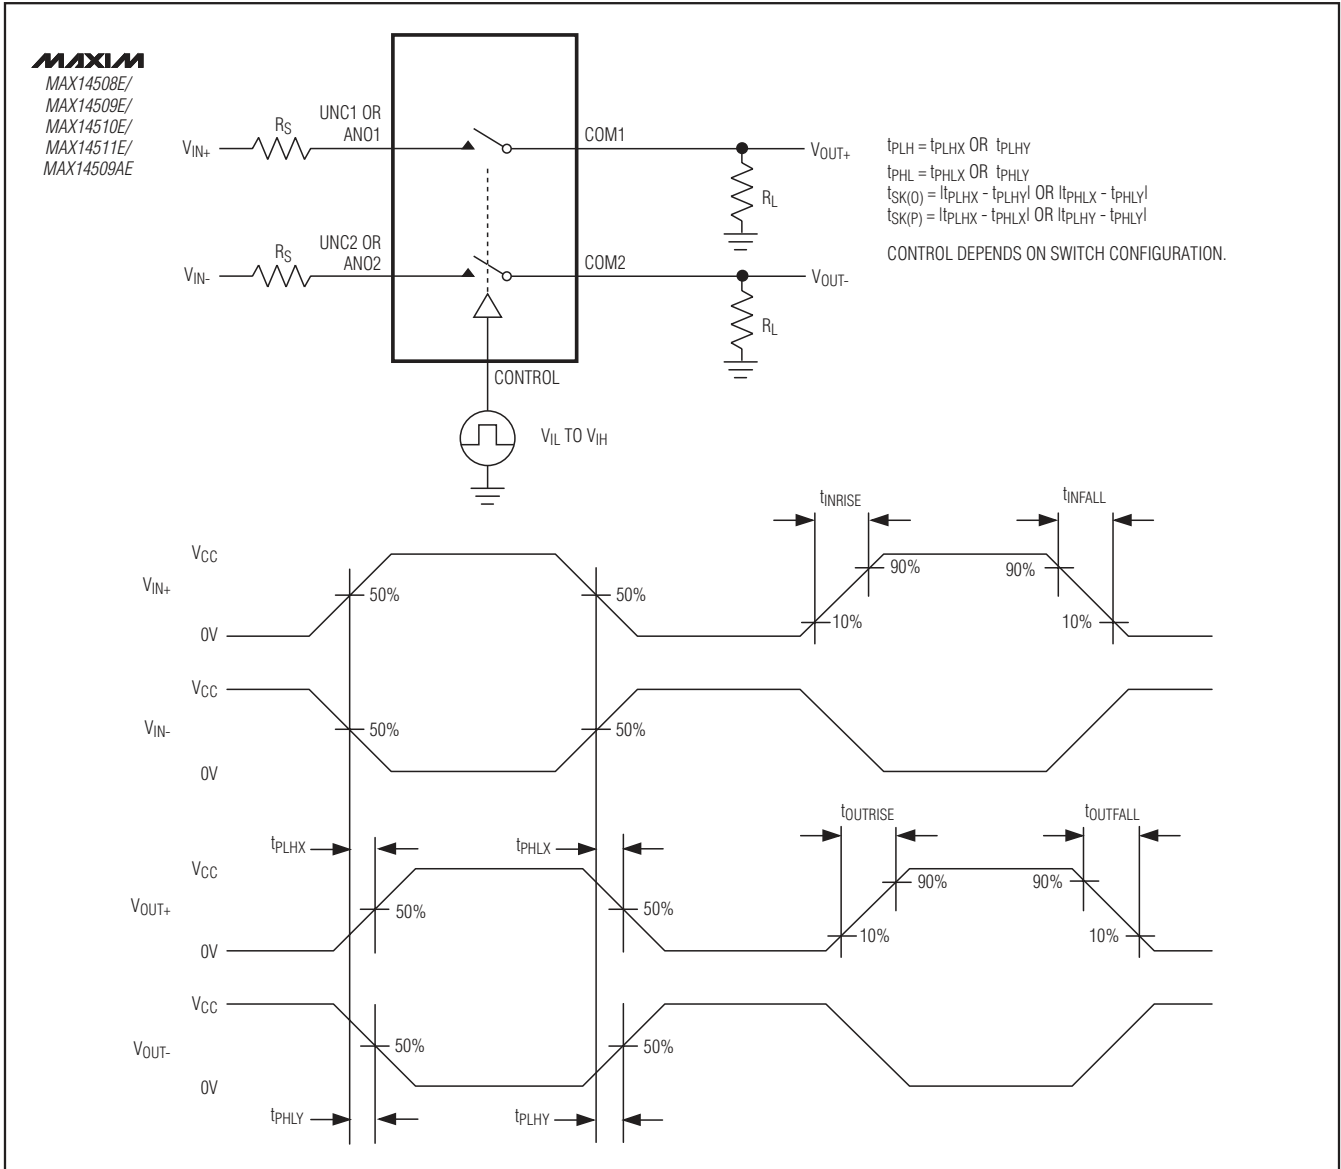 MAXIM
MAX14508E/
MAX14509E/
MAX14510E/
MAX14511E/
MAX14509AE
UNC1 OR
ANO1
RS
VIN+
COM1
VOUT+
RL
UNC2 OR
ANO2
RS
VIN-
COM2
VOUT-
RL
CONTROL
VIL TO VIH
tPLH = tPLHX OR tPLHY
tPHL = tPHLX OR tPHLY
tSK(O) = |tPLHX - tPLHY| OR |tPHLX - tPHLY|
tSK(P) = |tPLHX - tPHLX| OR |tPLHY - tPHLY|
CONTROL DEPENDS ON SWITCH CONFIGURATION.
tINRISE
tINFALL
VCC
VIN+
0V
50%
50%
90%
90%
10%
10%
VCC
VIN-
0V
50%
50%
tOUTRISE
tOUTFALL
tPLHX
tPHLX
VCC
VOUT+
0V
50%
50%
90%
90%
10%
10%
VCC
VOUT-
0V
50%
50%
tPHLY
tPLHY